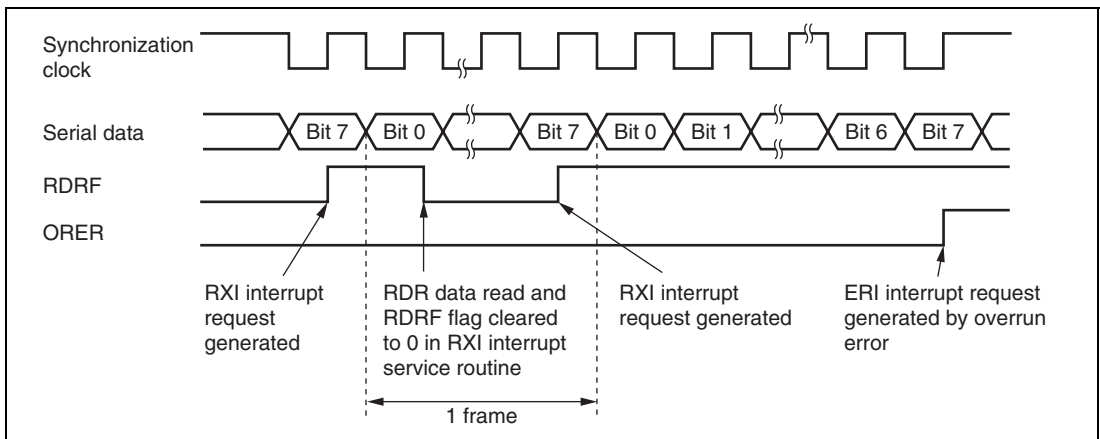 Synchronization
clock
Serial data
Bit 7
Bit 0
Bit 7
Bit 0
Bit 1
Bit 6
Bit 7
RDRF
ORER
RXI interrupt
request
generated
RDR data read and
RDRF flag cleared
to 0 in RXI interrupt
service routine
RXI interrupt
request generated
ERI interrupt request
generated by overrun
error
1 frame